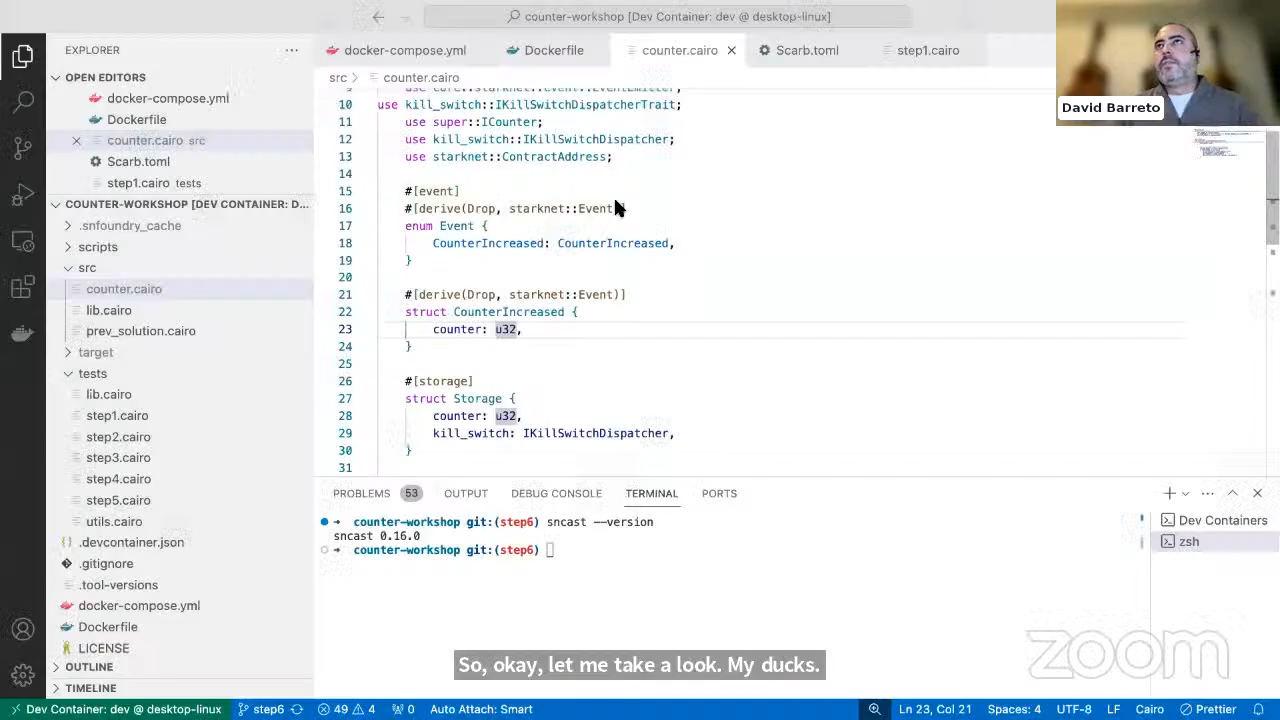 counter-workshop [Dev Container: dev @ desktop-linux]
David Barreto
EXPLORER
OPEN EDITORS
docker-compose.yml
Dockerfile
counter.cairo src
Scarb.toml
step1.cairo tests
COUNTER-WORKSHOP [DEV CONTAINER: D...
.snfoundry_cache
scripts
src
counter.cairo
lib.cairo
prev_solution.cairo
target
tests
lib.cairo
step1.cairo
step2.cairo
step3.cairo
step4.cairo
step5.cairo
utils.cairo
.devcontainer.json
.gitignore
.tool-versions
docker-compose.yml
Dockerfile
LICENSE
OUTLINE
TIMELINE
docker-compose.yml Dockerfile counter.cairo Scarb.toml step1.cairo
src > counter.cairo
9 use core::starknet::event::EventEmitter;
10 use kill_switch::IKillSwitchDispatcherTrait;
11 use super::ICounter;
12 use kill_switch::IKillSwitchDispatcher;
13 use starknet::ContractAddress;
14
15 #[event]
16 #[derive(Drop, starknet::Event)]
17 enum Event {
18 CounterIncreased: CounterIncreased,
19 }
20
21 #[derive(Drop, starknet::Event)]
22 struct CounterIncreased {
23 counter: u32,
24 }
25
26 #[storage]
27 struct Storage {
28 counter: u32,
29 kill_switch: IKillSwitchDispatcher,
30 }
31
PROBLEMS 53 OUTPUT DEBUG CONSOLE TERMINAL PORTS
→ counter-workshop git:(step6) sncast --version
sncast 0.16.0
→ counter-workshop git:(step6)
Dev Containers
zsh
zoom
So, okay, let me take a look. My ducks.
Dev Container: dev @ desktop-linux step6 49 4 0 Auto Attach: Smart Ln 23, Col 21 Spaces: 4 UTF-8 LF Cairo Prettier